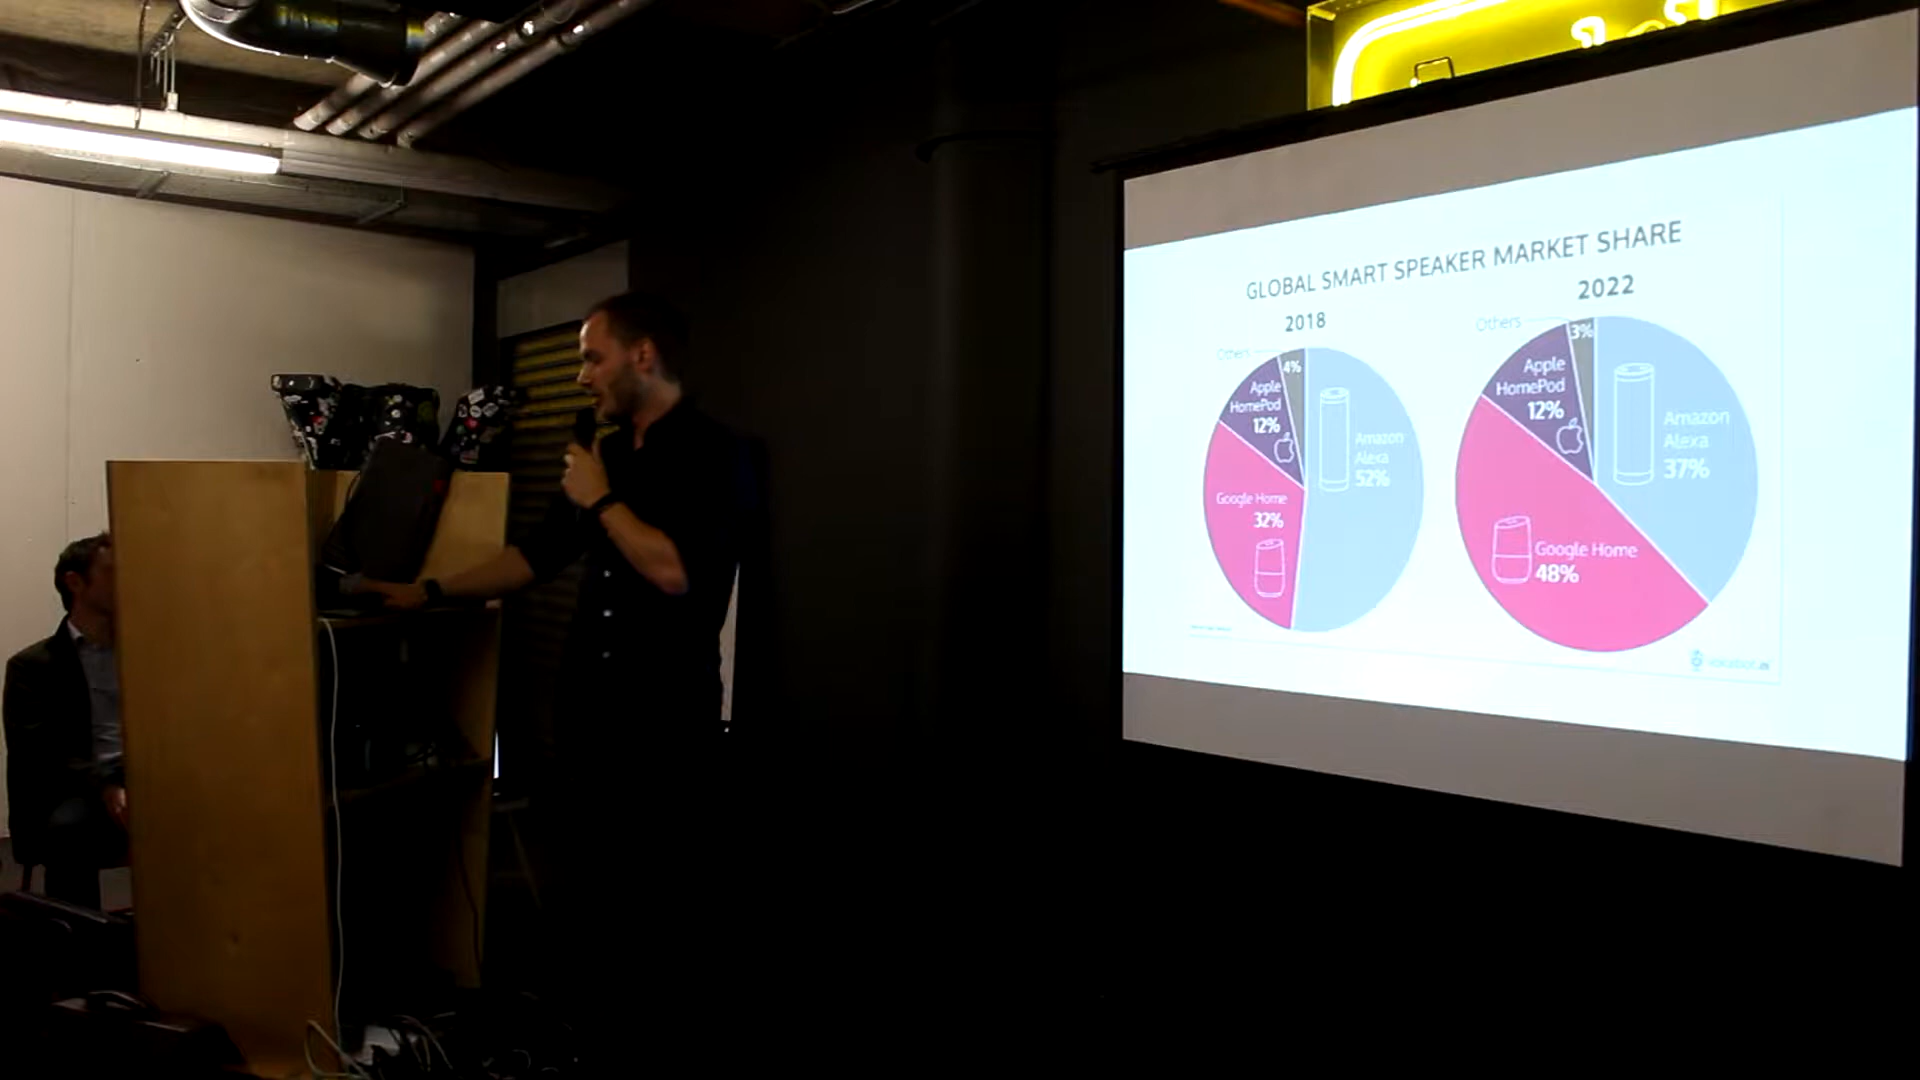 GLOBAL SMART SPEAKER MARKET SHARE
2018
Others
4%
Apple
HomePod
12%
Amazon
Alexa
52%
Google Home
32%
2022
Others
3%
Apple
HomePod
12%
Amazon
Alexa
37%
Google Home
48%